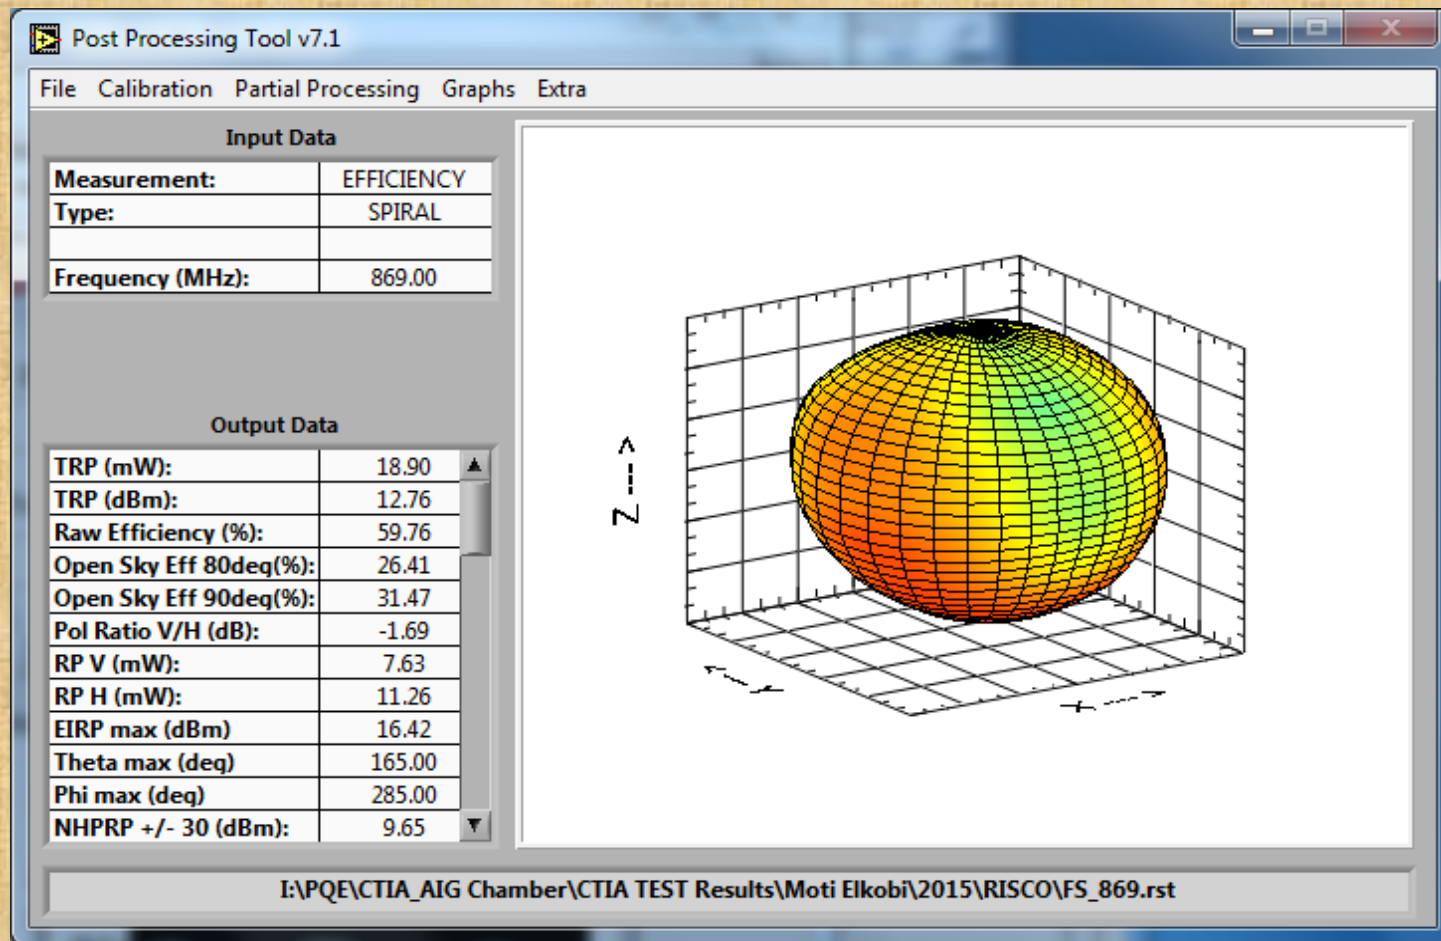 Post Processing Tool v7.1
File Calibration Partial Processing Graphs Extra
Input Data
Measurement: EFFICIENCY
Type: SPIRAL
Frequency (MHz): 869.00
Output Data
TRP (mW): 18.90
TRP (dBm): 12.76
Raw Efficiency (%): 59.76
Open Sky Eff 80deg(%): 26.41
Open Sky Eff 90deg(%): 31.47
Pol Ratio V/H (dB): -1.69
RP V (mW): 7.63
RP H (mW): 11.26
EIRP max (dBm) 16.42
Theta max (deg) 165.00
Phi max (deg) 285.00
NHPRP +/- 30 (dBm): 9.65
Z --->
<--- Y
X --->
I:\PQE\CTIA_AIG Chamber\CTIA TEST Results\Moti Elkobi\2015\RISCO\FS_869.rst